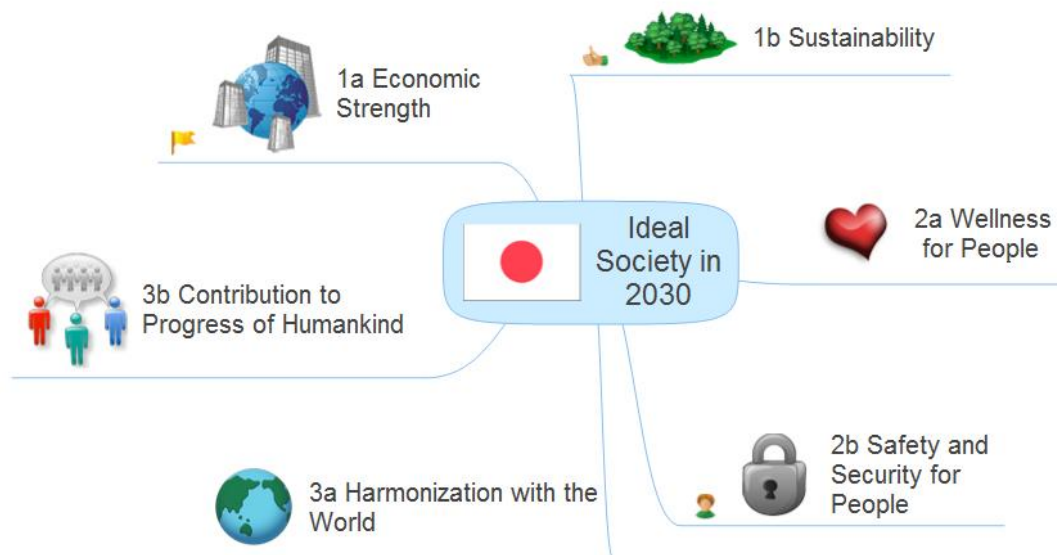 1a Economic
Strength
1b Sustainability
Ideal
Society in
2030
2a Wellness
for People
3b Contribution to
Progress of Humankind
2b Safety and
Security for
People
3a Harmonization with the
World